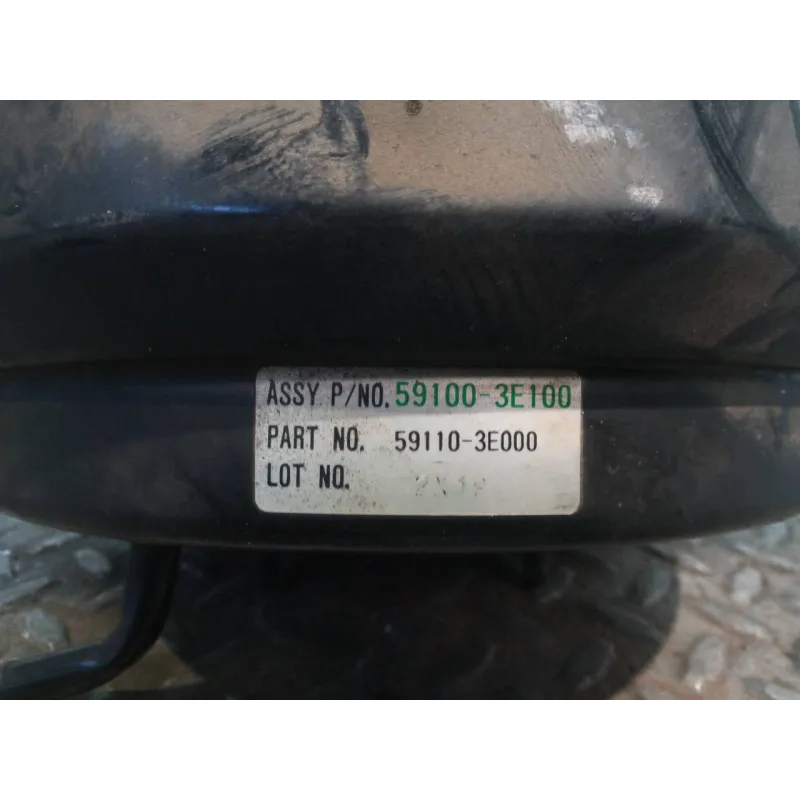 ASSY P/NO. 59100-3E100
PART NO. 59110-3E000
LOT NO.